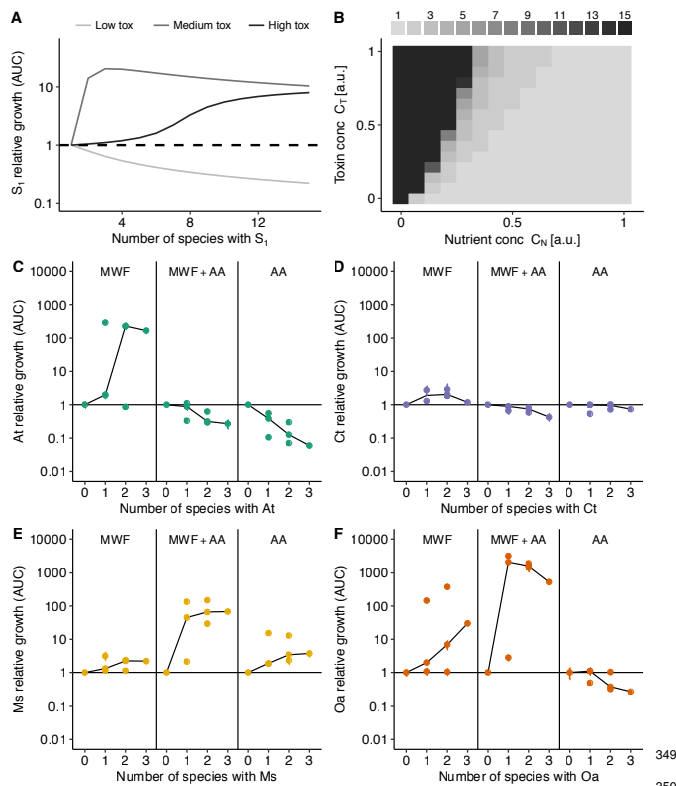 A
Low tox Medium tox High tox
S1 relative growth (AUC)
10
1
0.1
4 8 12
Number of species with S1
B
1 3 5 7 9 11 13 15
Toxin conc CT [a.u.]
1
0.5
0
0 0.5 1
Nutrient conc CN [a.u.]
C
MWF MWF + AA AA
At relative growth (AUC)
10000
1000
100
10
1
0.1
0.01
0 1 2 3 0 1 2 3 0 1 2 3
Number of species with At
D
MWF MWF + AA AA
Ct relative growth (AUC)
10000
1000
100
10
1
0.1
0.01
0 1 2 3 0 1 2 3 0 1 2 3
Number of species with Ct
E
MWF MWF + AA AA
Ms relative growth (AUC)
10000
1000
100
10
1
0.1
0.01
0 1 2 3 0 1 2 3 0 1 2 3
Number of species with Ms
F
MWF MWF + AA AA
Oa relative growth (AUC)
10000
1000
100
10
1
0.1
0.01
0 1 2 3 0 1 2 3 0 1 2 3
Number of species with Oa
349